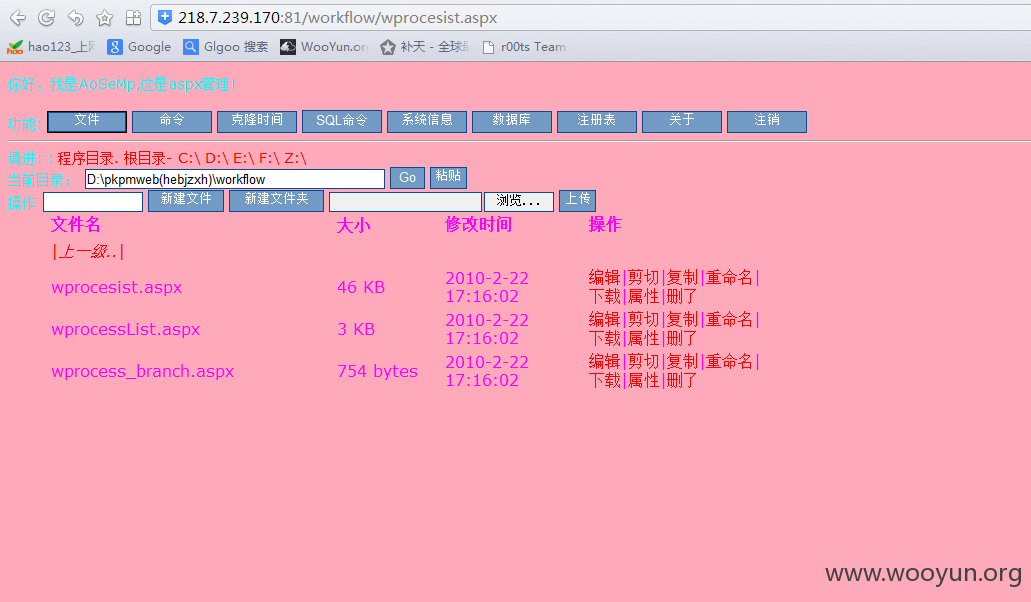 218.7.239.170:81/workflow/wprocesist.aspx
hao123_上网 Google Glgoo 搜索 WooYun.or 补天 - 全球 r00ts Team
你好，我是AoSeMp,这是aspx管理!
功能: 文件 命令 克隆时间 SQL命令 系统信息 数据库 注册表 关于 注销
请进: : 程序目录. 根目录- C:\ D:\ E:\ F:\ Z:\
当前目录: D:\pkpmweb(hebjzxh)\workflow Go 粘贴
操作 新建文件 新建文件夹 浏览... 上传
文件名 大小 修改时间 操作
|上一级..|
wprocesist.aspx 46 KB 2010-2-22 17:16:02 编辑|剪切|复制|重命名|
下载|属性|删了
wprocessList.aspx 3 KB 2010-2-22 17:16:02 编辑|剪切|复制|重命名|
下载|属性|删了
wprocess_branch.aspx 754 bytes 2010-2-22 17:16:02 编辑|剪切|复制|重命名|
下载|属性|删了
www.wooyun.org